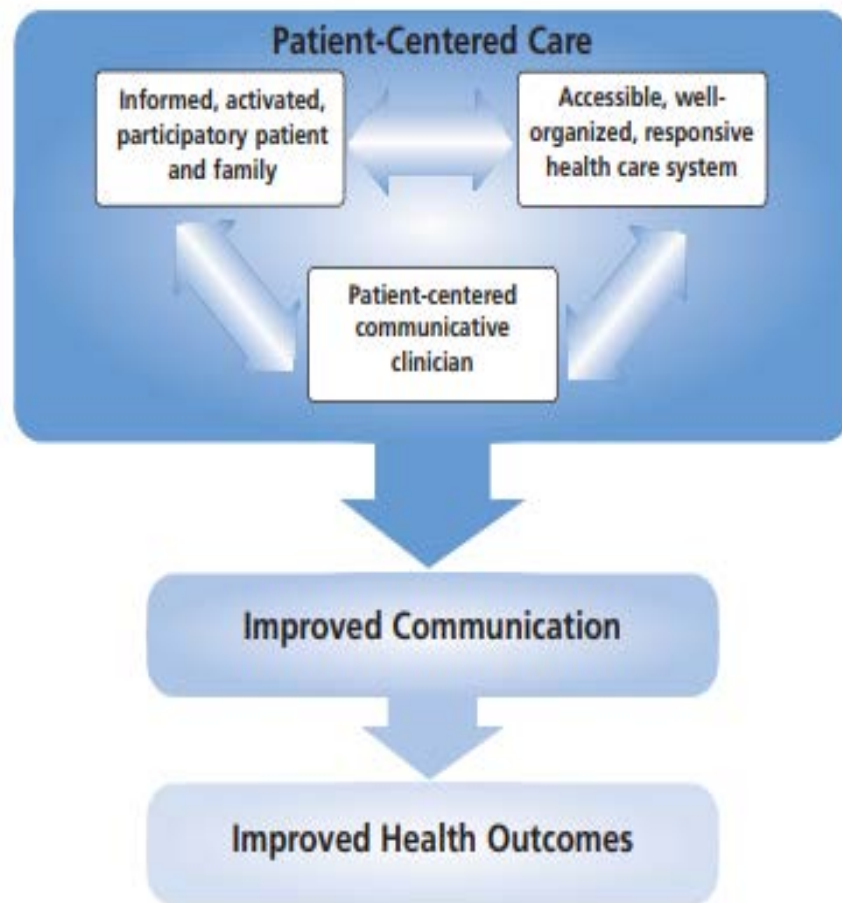 Patient-Centered Care
Informed, activated,
participatory patient
and family
Accessible, well-
organized, responsive
health care system
Patient-centered
communicative
clinician
Improved Communication
Improved Health Outcomes